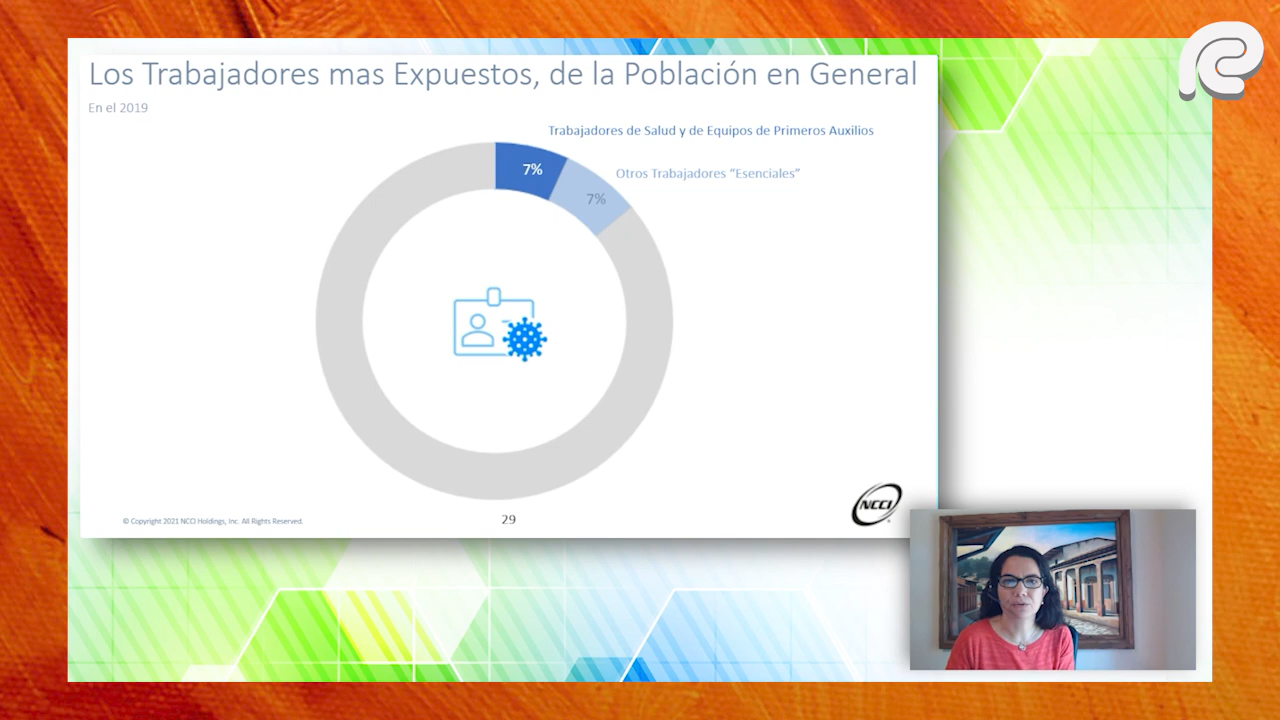 Los Trabajadores mas Expuestos, de la Población en General
En el 2019
Trabajadores de Salud y de Equipos de Primeros Auxilios
7%
Otros Trabajadores “Esenciales”
7%
© Copyright 2021 NCCI Holdings, Inc. All Rights Reserved.
29
NCCI